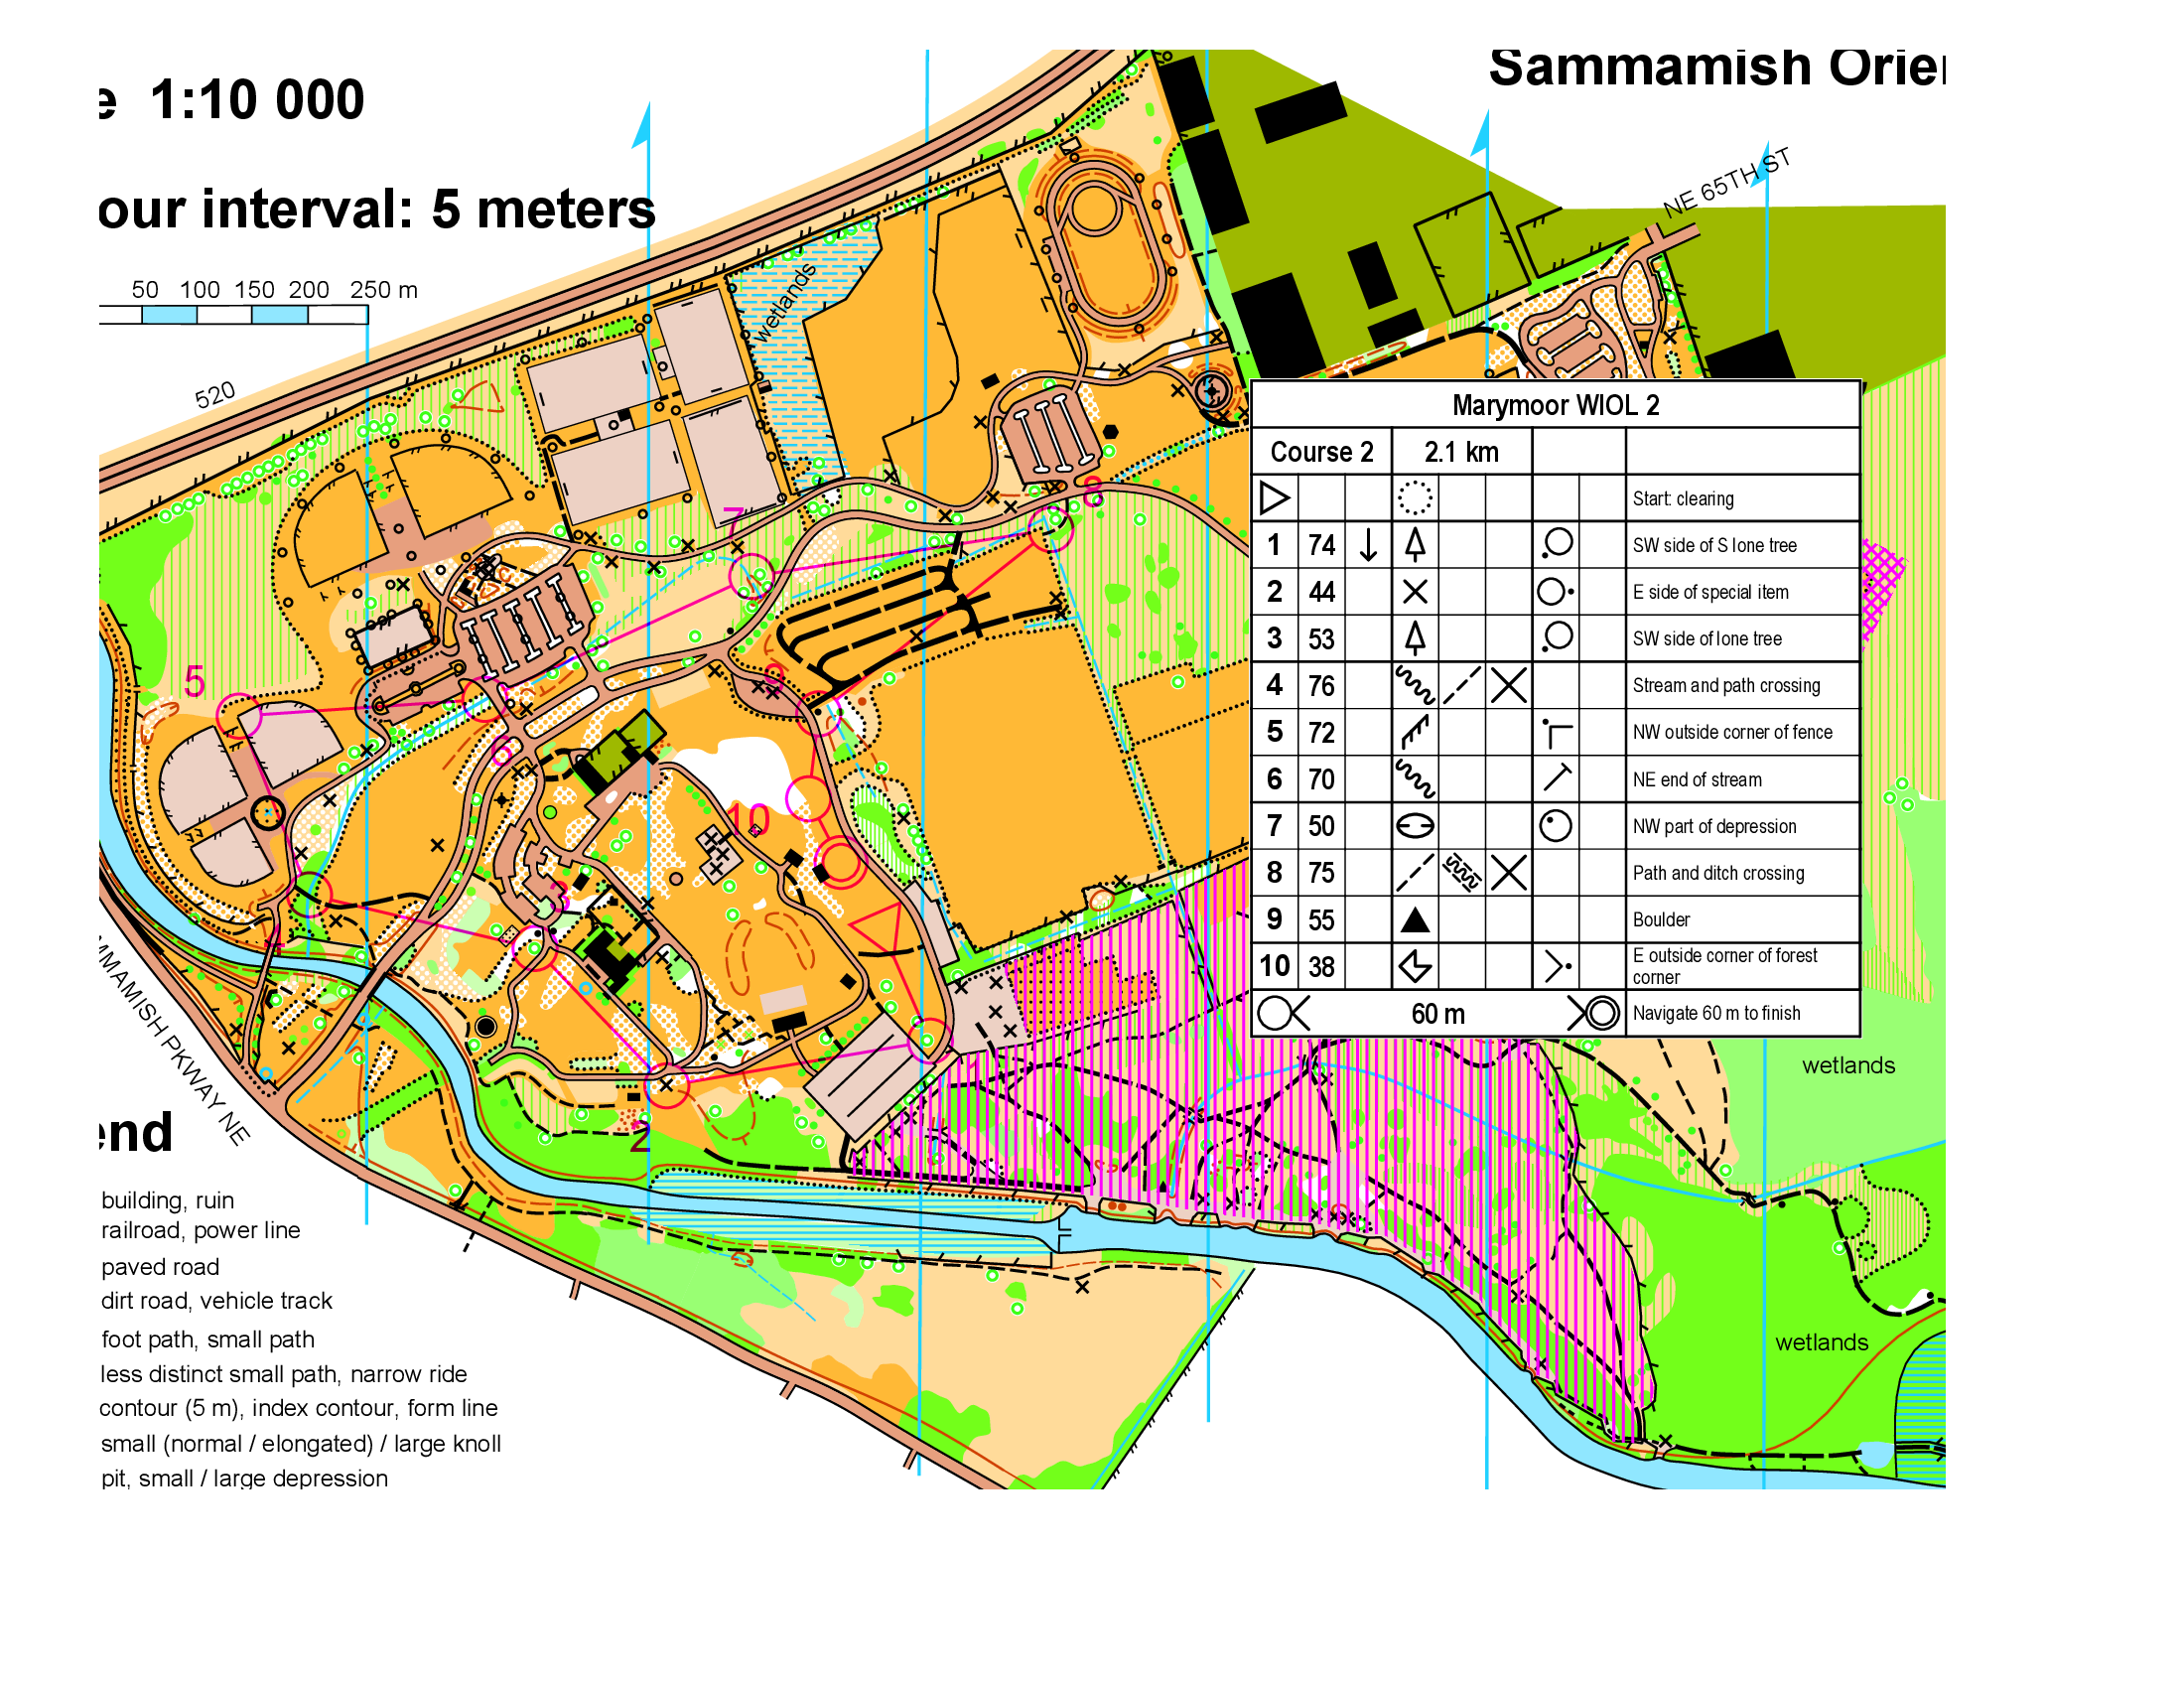 e 1:10 000
our interval: 5 meters
50 100 150 200 250 m
Sammamish Orie
NE 65TH ST
520
wetlands
7
8
5
9
6
10
3
4
1
2
MMAMISH PKWAY NE
Marymoor WIOL 2
Course 2 2.1 km
Start: clearing
1 74 SW side of S lone tree
2 44 E side of special item
3 53 SW side of lone tree
4 76 Stream and path crossing
5 72 NW outside corner of fence
6 70 NE end of stream
7 50 NW part of depression
8 75 Path and ditch crossing
9 55 Boulder
10 38 E outside corner of forest
corner
60 m Navigate 60 m to finish
wetlands
wetlands
end
building, ruin
railroad, power line
paved road
dirt road, vehicle track
foot path, small path
less distinct small path, narrow ride
contour (5 m), index contour, form line
small (normal / elongated) / large knoll
pit, small / large depression